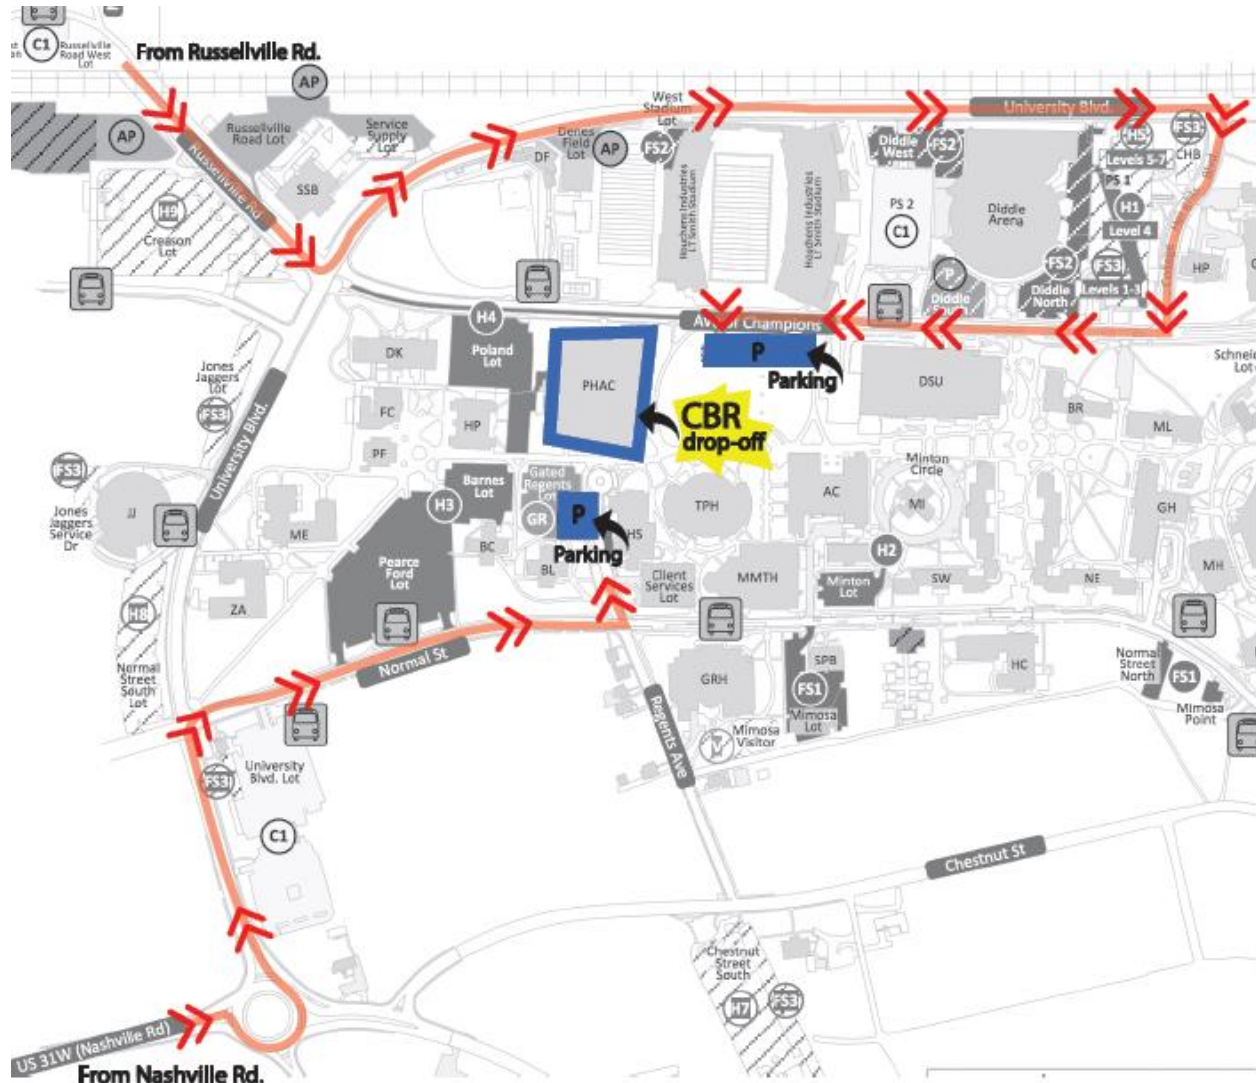 C1
Russellville
Road West
Lot
From Russellville Rd.
AP
AP
Russellville
Road Lot
Service
Supply
Lot
Russellville Rd
SSB
H9
Creason
Lot
DF
Denes
Field
Lot
AP
West
Stadium
Lot
FS2
Houchens Industries
LT Smith Stadium
Houchens Industries
LT Smith Stadium
University Blvd.
Diddle
West
FS2
PS 2
C1
Diddle
Arena
P
Diddle
South
FS2
Diddle
North
H5
Levels 5-7
PS 1
H1
Level 4
FS3
Levels 1-3
FS3
CHB
HP
H4
Poland
Lot
DK
FC
HP
PF
PHAC
Ave of Champions
P
Parking
CBR
drop-off
DSU
BR
ML
Jones
Jaggers
Lot
FS3
University Blvd.
FS3
Jones
Jaggers
Service
Dr
JJ
ME
ZA
H3
Barnes
Lot
Gated
Regents
Lot
GR
P
Parking
HS
BC
BL
Pearce
Ford
Lot
TPH
AC
Minton
Circle
MI
GH
MH
H2
Minton
Lot
SW
NE
Client
Services
Lot
MMTH
H8
Normal
Street
South
Lot
Normal St
GRH
SPB
FS1
Mimosa
Lot
HC
Normal
Street
North
FS1
Mimosa
Point
Mimosa
Visitor
V
Regents Ave
FS3
University
Blvd. Lot
C1
Chestnut St
Chestnut
Street
South
H7
FS3
US 31W (Nashville Rd)
From Nashville Rd.